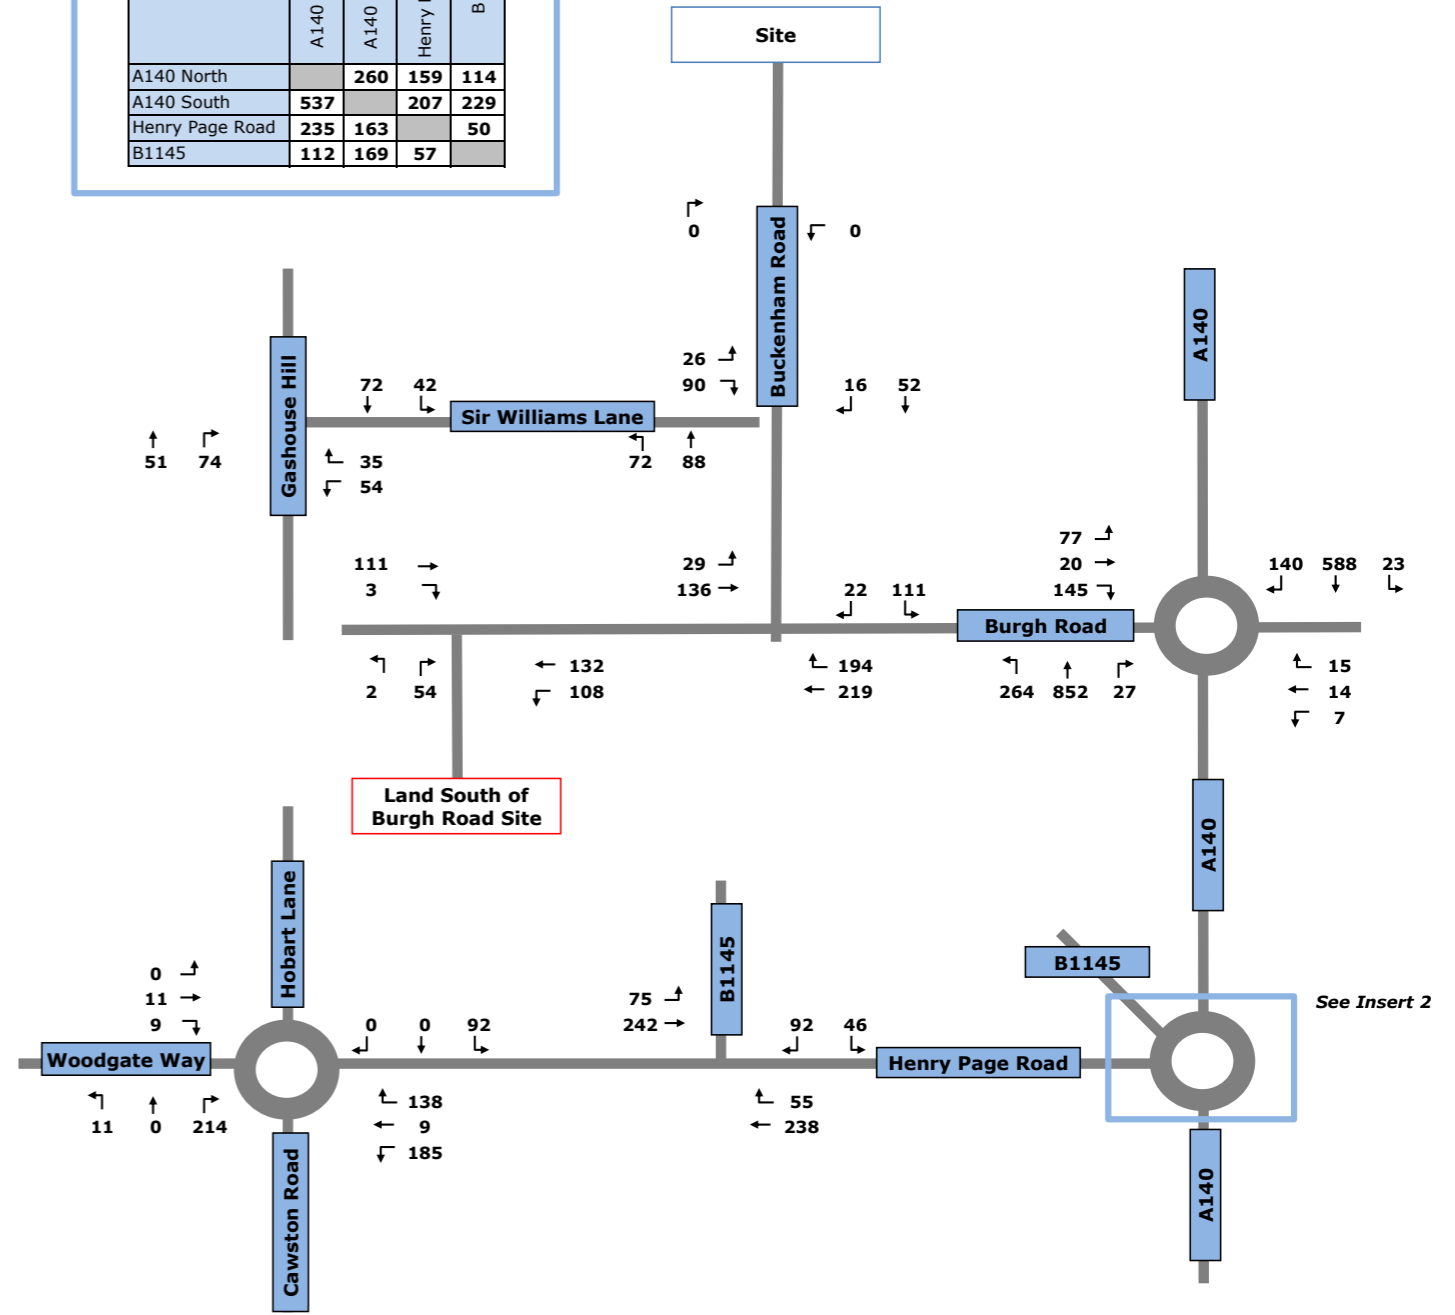 A140
A140
Henry
B
A140 North 260 159 114
A140 South 537 207 229
Henry Page Road 235 163 50
B1145 112 169 57
Site
0
Buckenham Road
0
A140
Gashouse Hill
72 42
Sir Williams Lane
26
90
16 52
51 74
35
54
72 88
111
3
29
136
22 111
77
20
145
140 588 23
Burgh Road
2 54
132
108
194
219
264 852 27
15
14
7
Land South of
Burgh Road Site
A140
Hobart Lane
B1145
B1145
See Insert 2
0
11
9
0 0 92
75
242
92 46
Woodgate Way
Henry Page Road
11 0 214
138
9
185
55
238
Cawston Road
A140